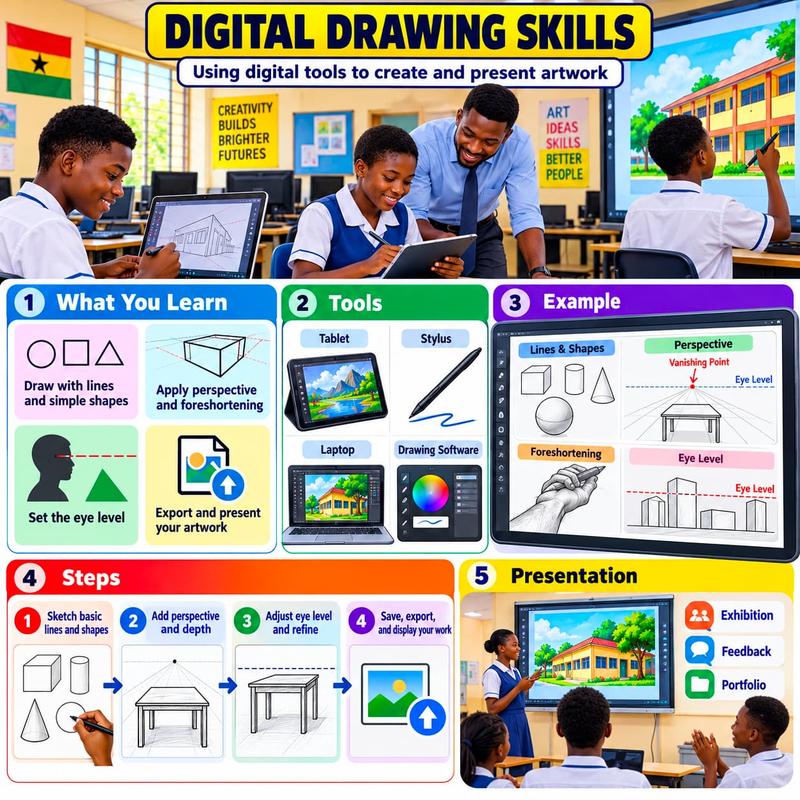 DIGITAL DRAWING SKILLS
Using digital tools to create and present artwork
CREATIVITY
BUILDS
BRIGHTER
FUTURES
ART
IDEAS
SKILLS
BETTER
PEOPLE
1 What You Learn
Draw with lines
and simple shapes
Apply perspective
and foreshortening
Set the eye level
Export and present
your artwork
2 Tools
Tablet
Stylus
Laptop
Drawing Software
3 Example
Lines & Shapes
Perspective
Vanishing Point
Eye Level
Foreshortening
Eye Level
Eye Level
4 Steps
1 Sketch basic
lines and shapes
2 Add perspective
and depth
3 Adjust eye level
and refine
4 Save, export,
and display your work
5 Presentation
Exhibition
Feedback
Portfolio